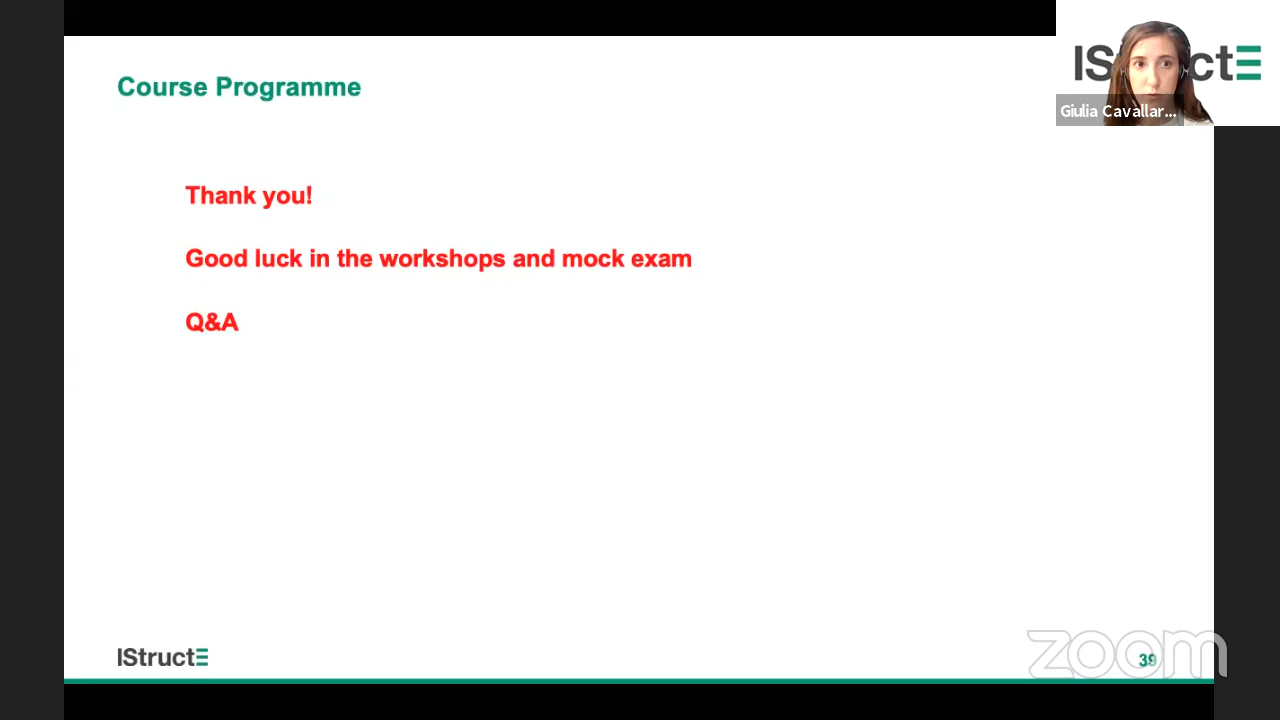 Course Programme
IStructE
Giulia Cavallar...
Thank you!
Good luck in the workshops and mock exam
Q&A
IStructE
zoom
39